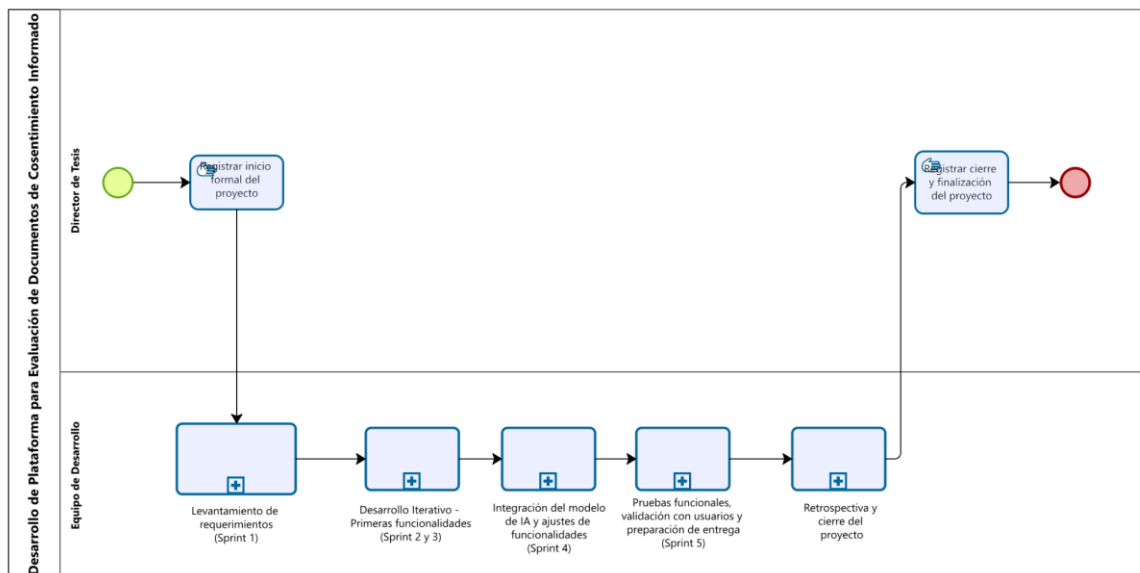 Desarrollo de Plataforma para Evaluación de Documentos de Cosentimiento Informado
Director de Tesis
Registrar inicio
formal del
proyecto
Registrar cierre
y finalización
del proyecto
Equipo de Desarrollo
Levantamiento de
requerimientos
(Sprint 1)
Desarrollo Iterativo -
Primeras funcionalidades
(Sprint 2 y 3)
Integración del modelo
de IA y ajustes de
funcionalidades
(Sprint 4)
Pruebas funcionales,
validación con usuarios y
preparación de entrega
(Sprint 5)
Retrospectiva y
cierre del
proyecto